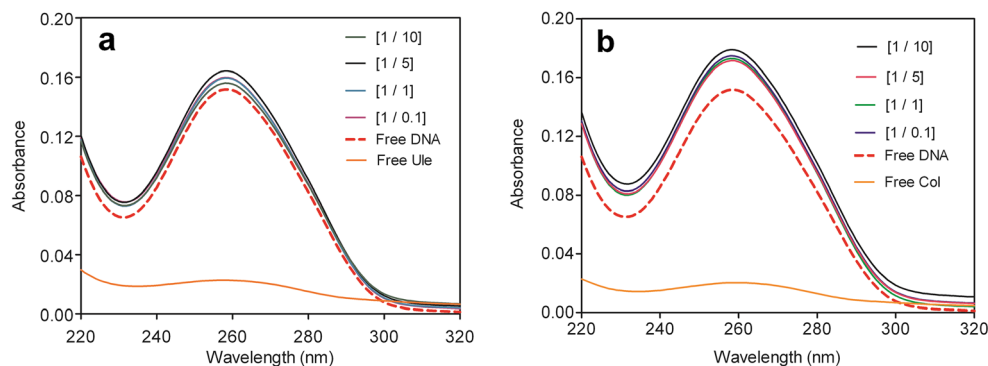 a
0.20
0.16
0.12
0.08
0.04
0.00
Absorbance
220
240
260
280
300
320
Wavelength (nm)
[1 / 10]
[1 / 5]
[1 / 1]
[1 / 0.1]
Free DNA
Free Ule
b
0.20
0.16
0.12
0.08
0.04
0.00
Absorbance
220
240
260
280
300
320
Wavelength (nm)
[1 / 10]
[1 / 5]
[1 / 1]
[1 / 0.1]
Free DNA
Free Col